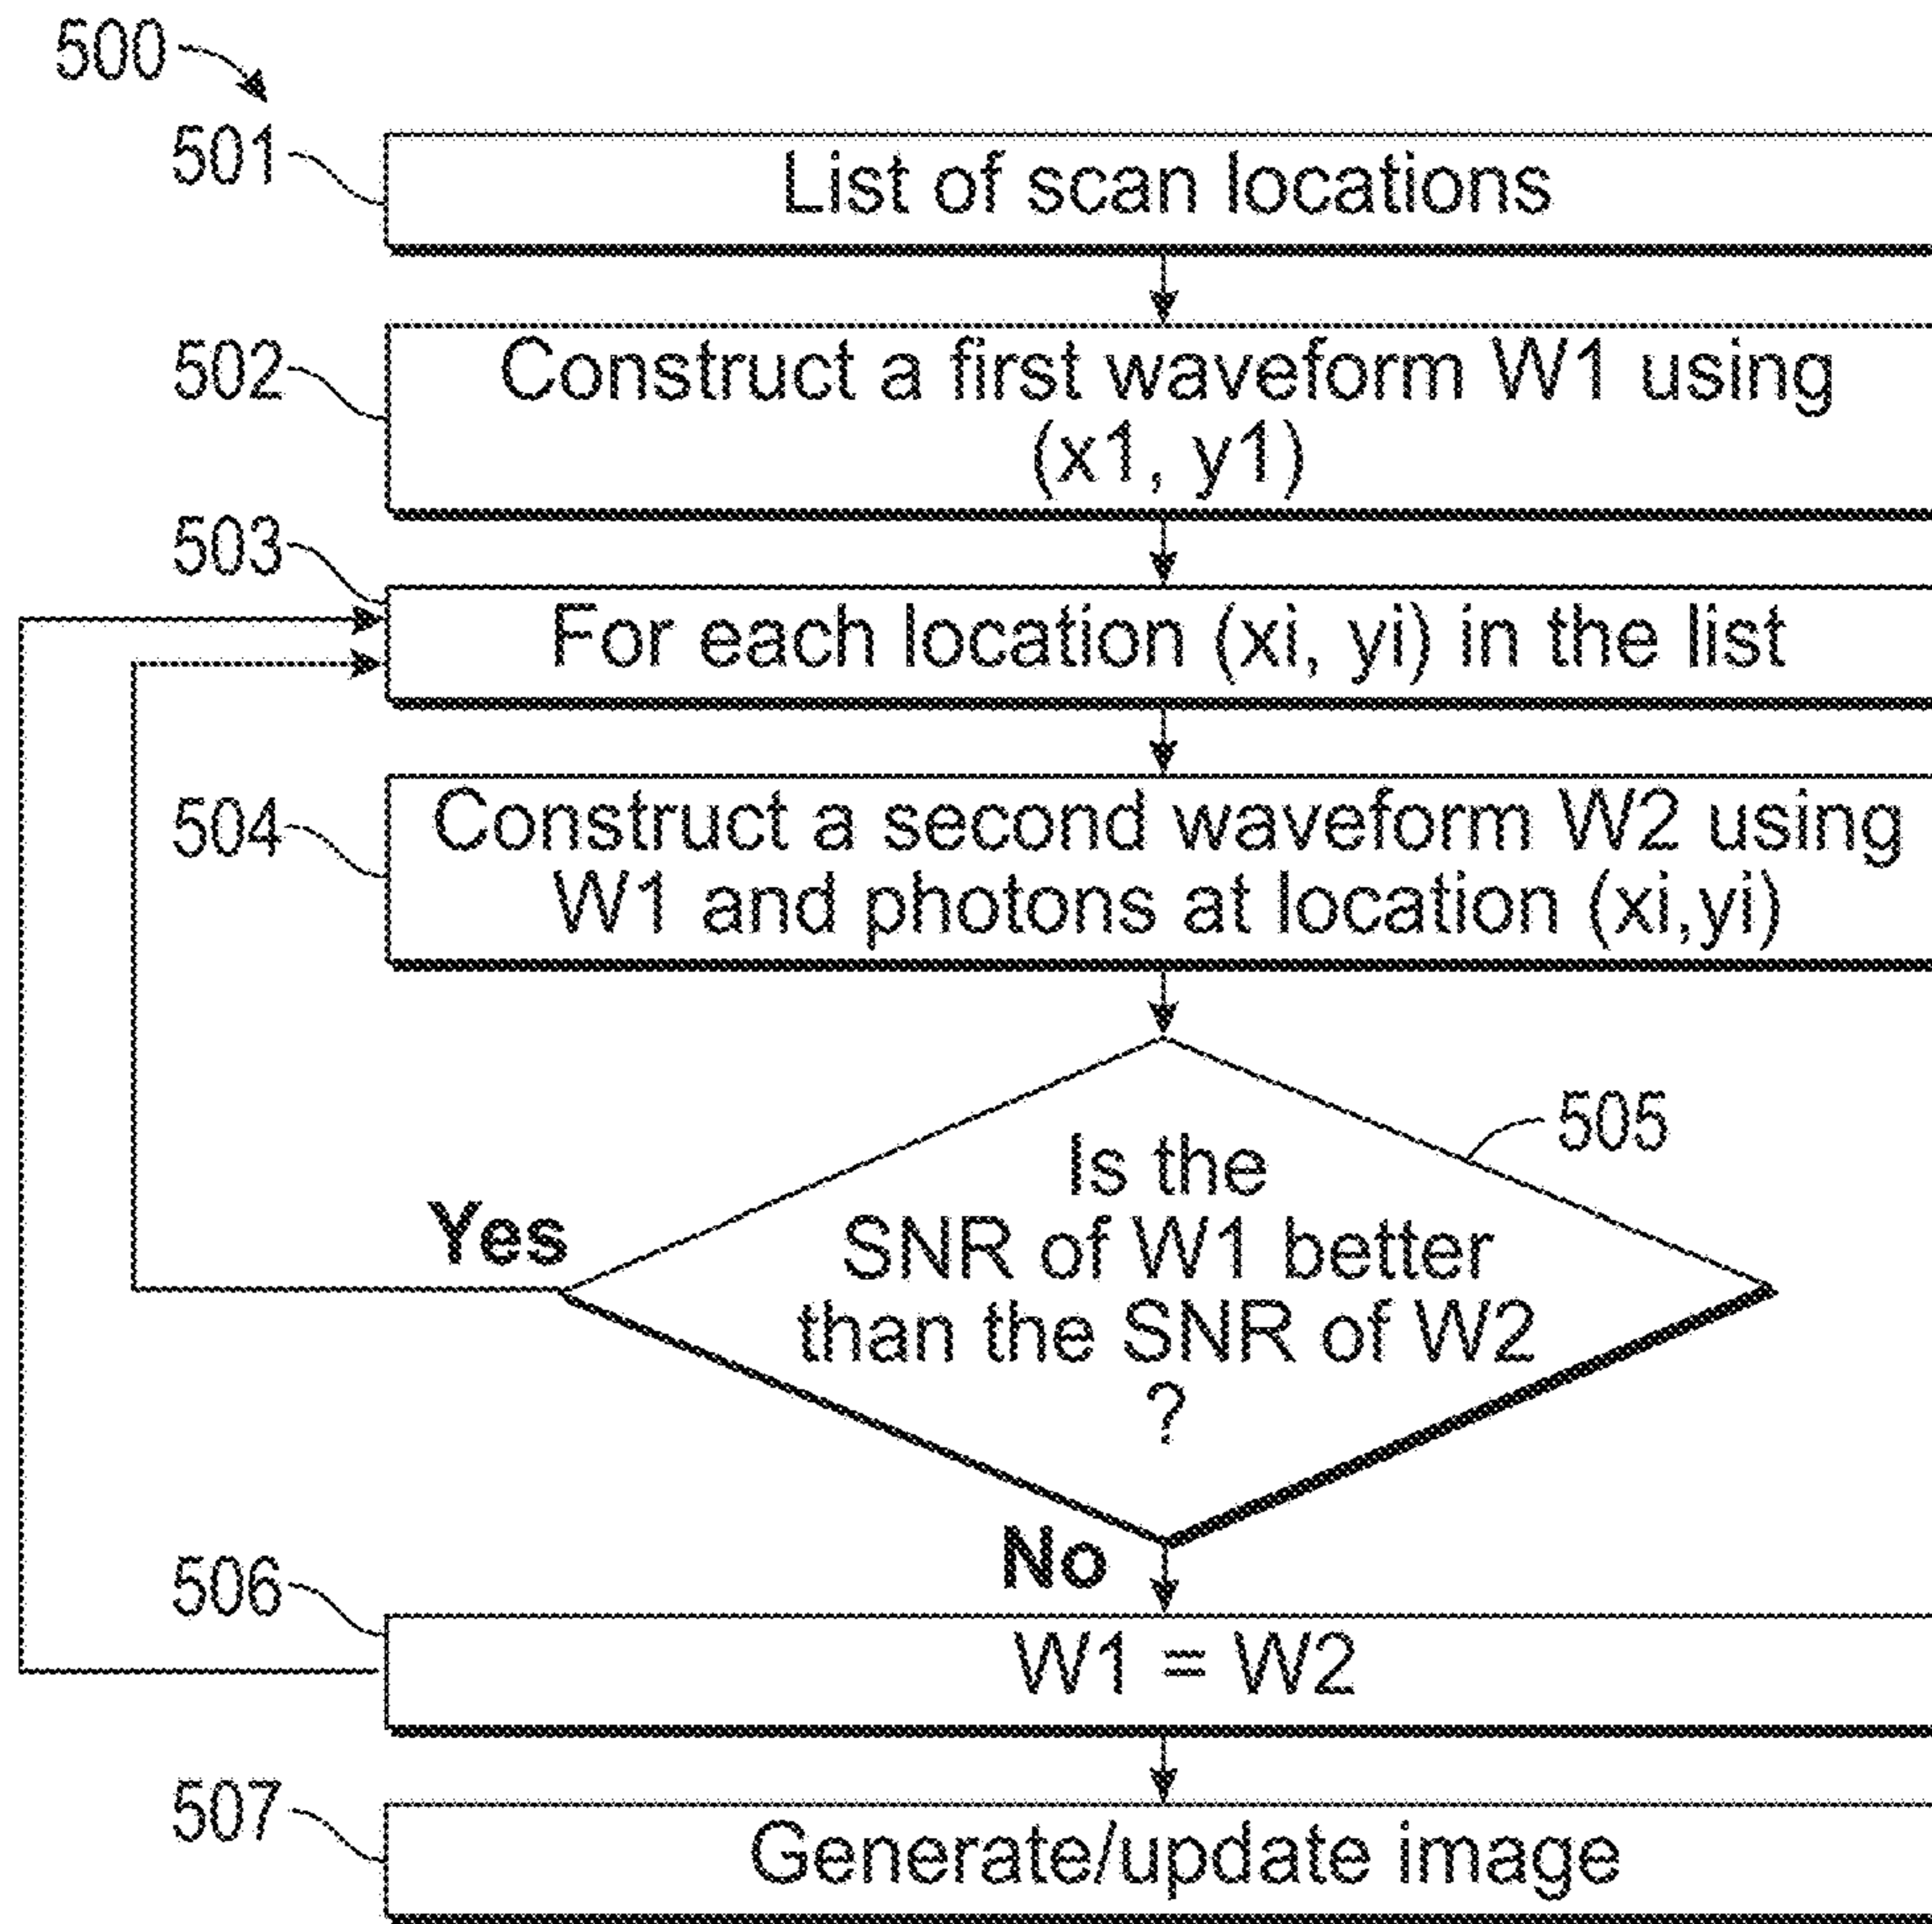 500
501
List of scan locations
502
Construct a first waveform W1 using
(x1, y1)
503
For each location (xi, yi) in the list
504
Construct a second waveform W2 using
W1 and photons at location (xi,yi)
505
Is the
SNR of W1 better
than the SNR of W2
?
Yes
No
506
W1 = W2
507
Generate/update image